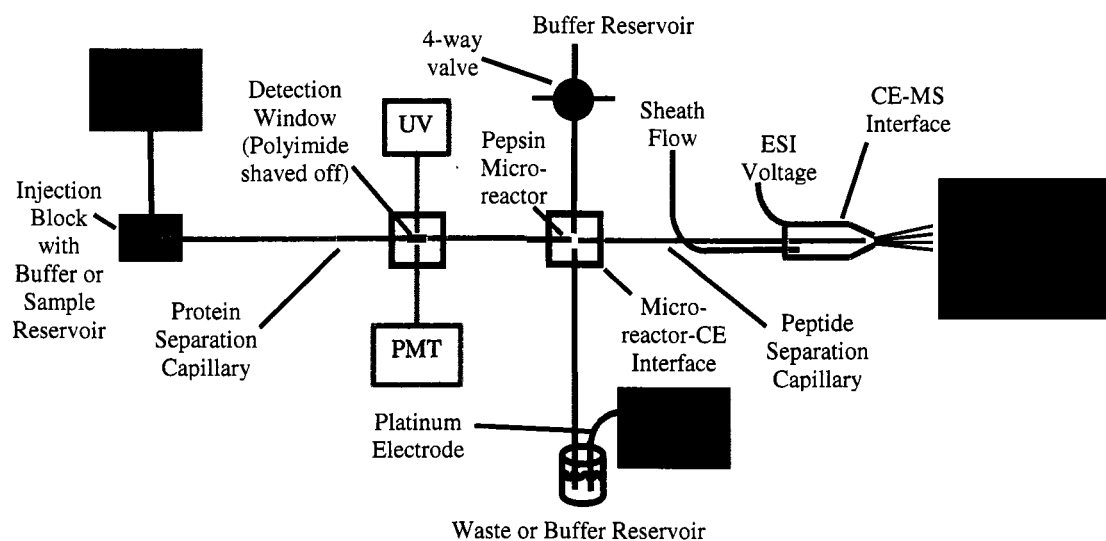 Buffer Reservoir
4-way
valve
Detection
Window
(Polyimide
shaved off)
UV
Pepsin
Micro-
reactor
Sheath
Flow
ESI
Voltage
CE-MS
Interface
Injection
Block
with
Buffer or
Sample
Reservoir
Protein
Separation
Capillary
PMT
Micro-
reactor-CE
Interface
Peptide
Separation
Capillary
Platinum
Electrode
Waste or Buffer Reservoir